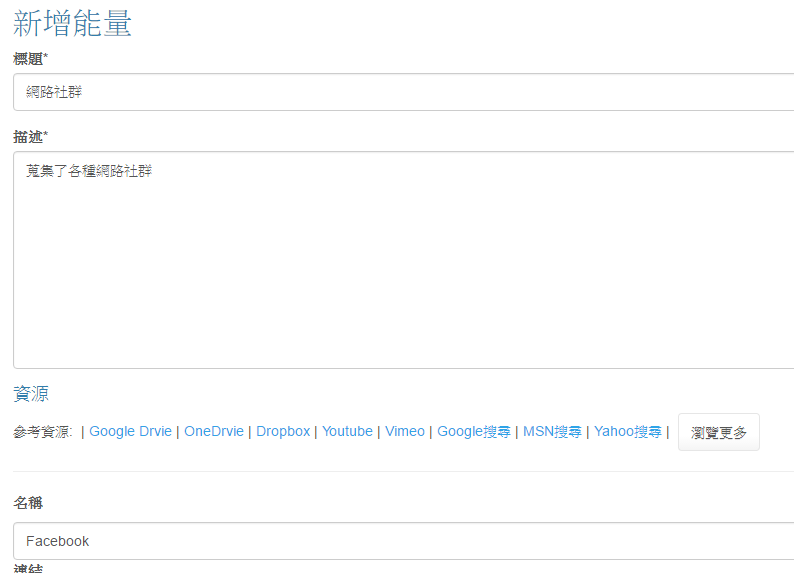 新增能量
標題*
網路社群
描述*
蒐集了各種網路社群
資源
參考資源: | Google Drvie | OneDrvie | Dropbox | Youtube | Vimeo | Google搜尋 | MSN搜尋 | Yahoo搜尋 | 瀏覽更多
名稱
Facebook
連結